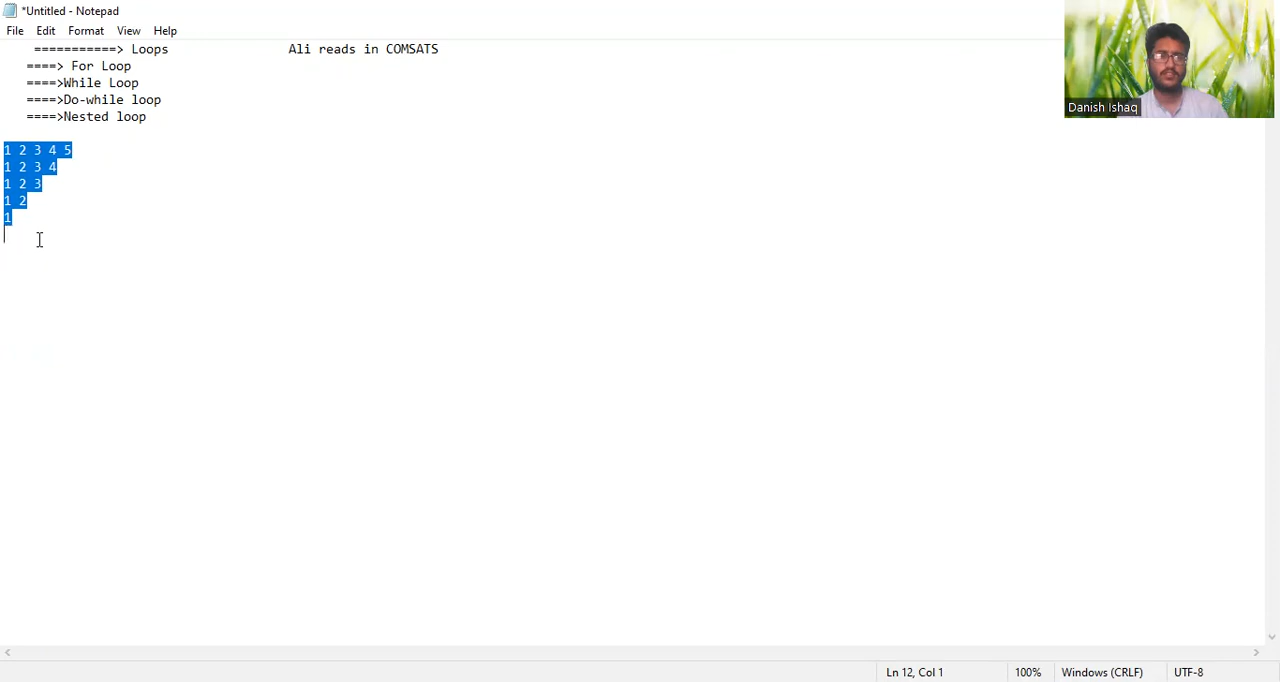 *Untitled - Notepad
File Edit Format View Help
===========> Loops Ali reads in COMSATS
====> For Loop
====>While Loop
====>Do-while loop
====>Nested loop
1 2 3 4 5
1 2 3 4
1 2 3
1 2
1
Danish Ishaq
Ln 12, Col 1 100% Windows (CRLF) UTF-8